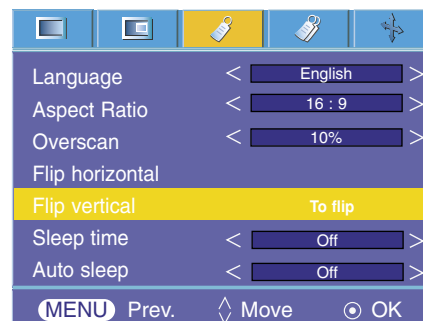 Language < English >
Aspect Ratio < 16 : 9 >
Overscan < 10% >
Flip horizontal
Flip vertical To flip
Sleep time < Off >
Auto sleep < Off >
MENU Prev. Move OK